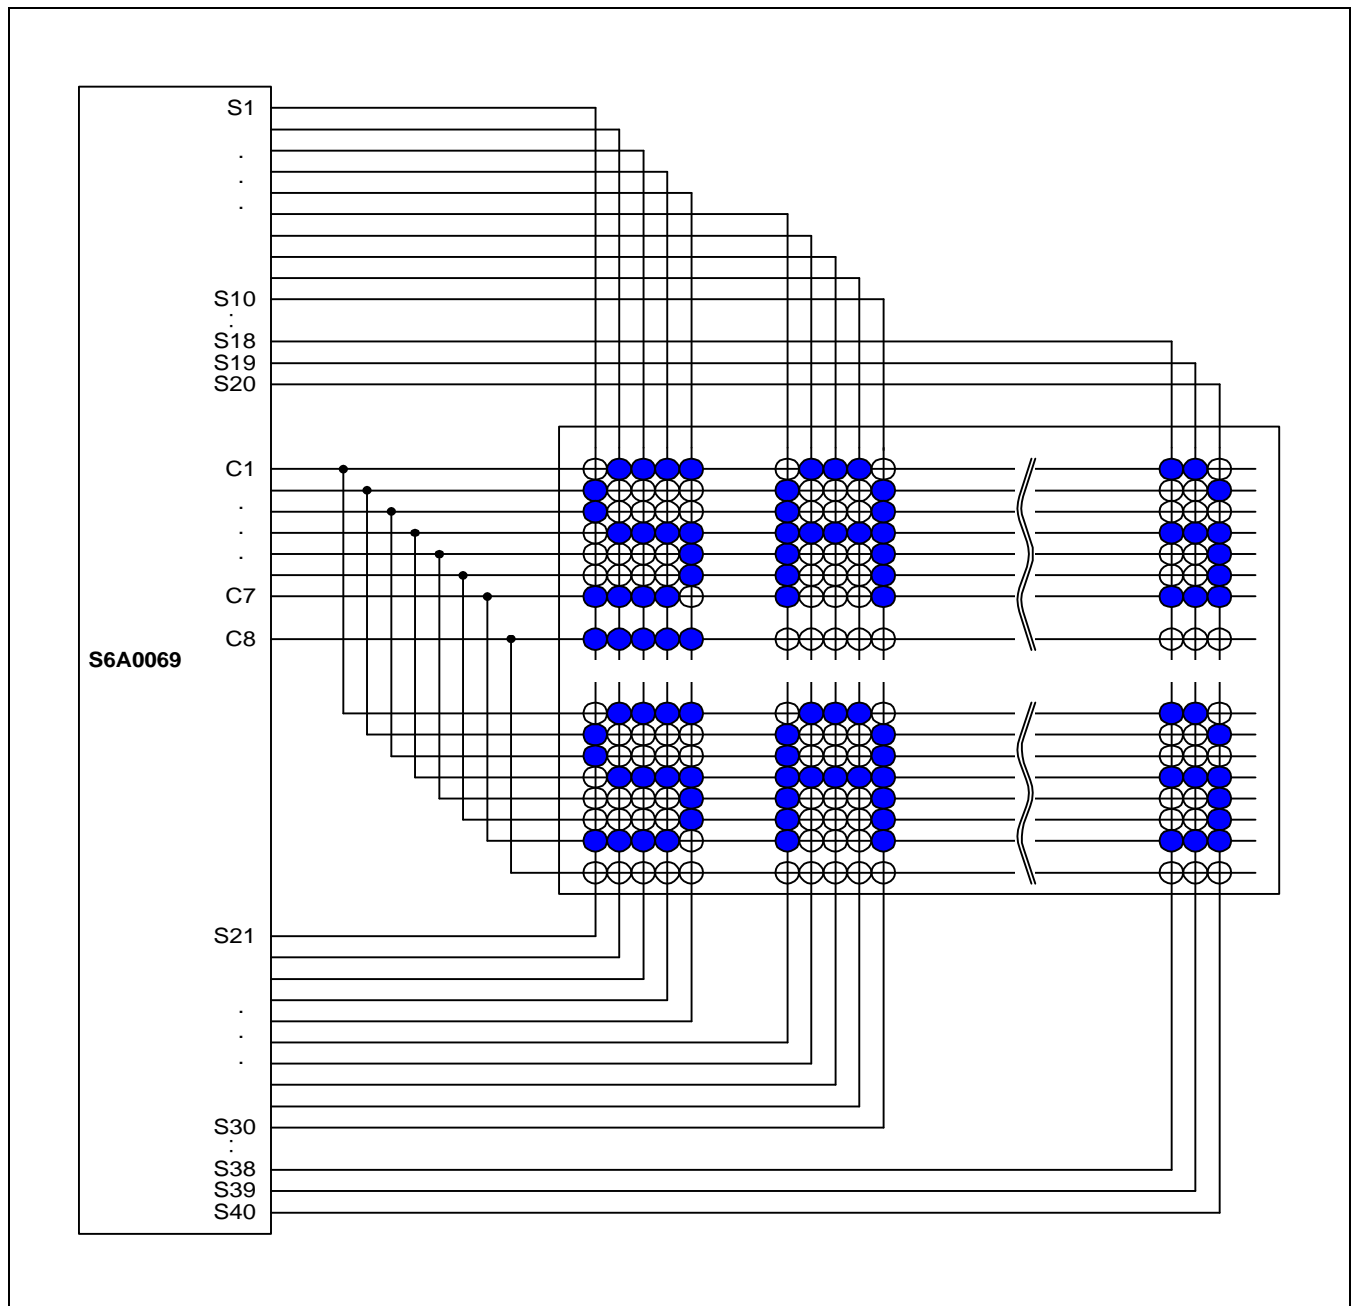 S1
.
.
.
S10
:
S18
S19
S20
C1
.
.
.
C7
C8
S6A0069
S21
.
.
.
S30
:
S38
S39
S40